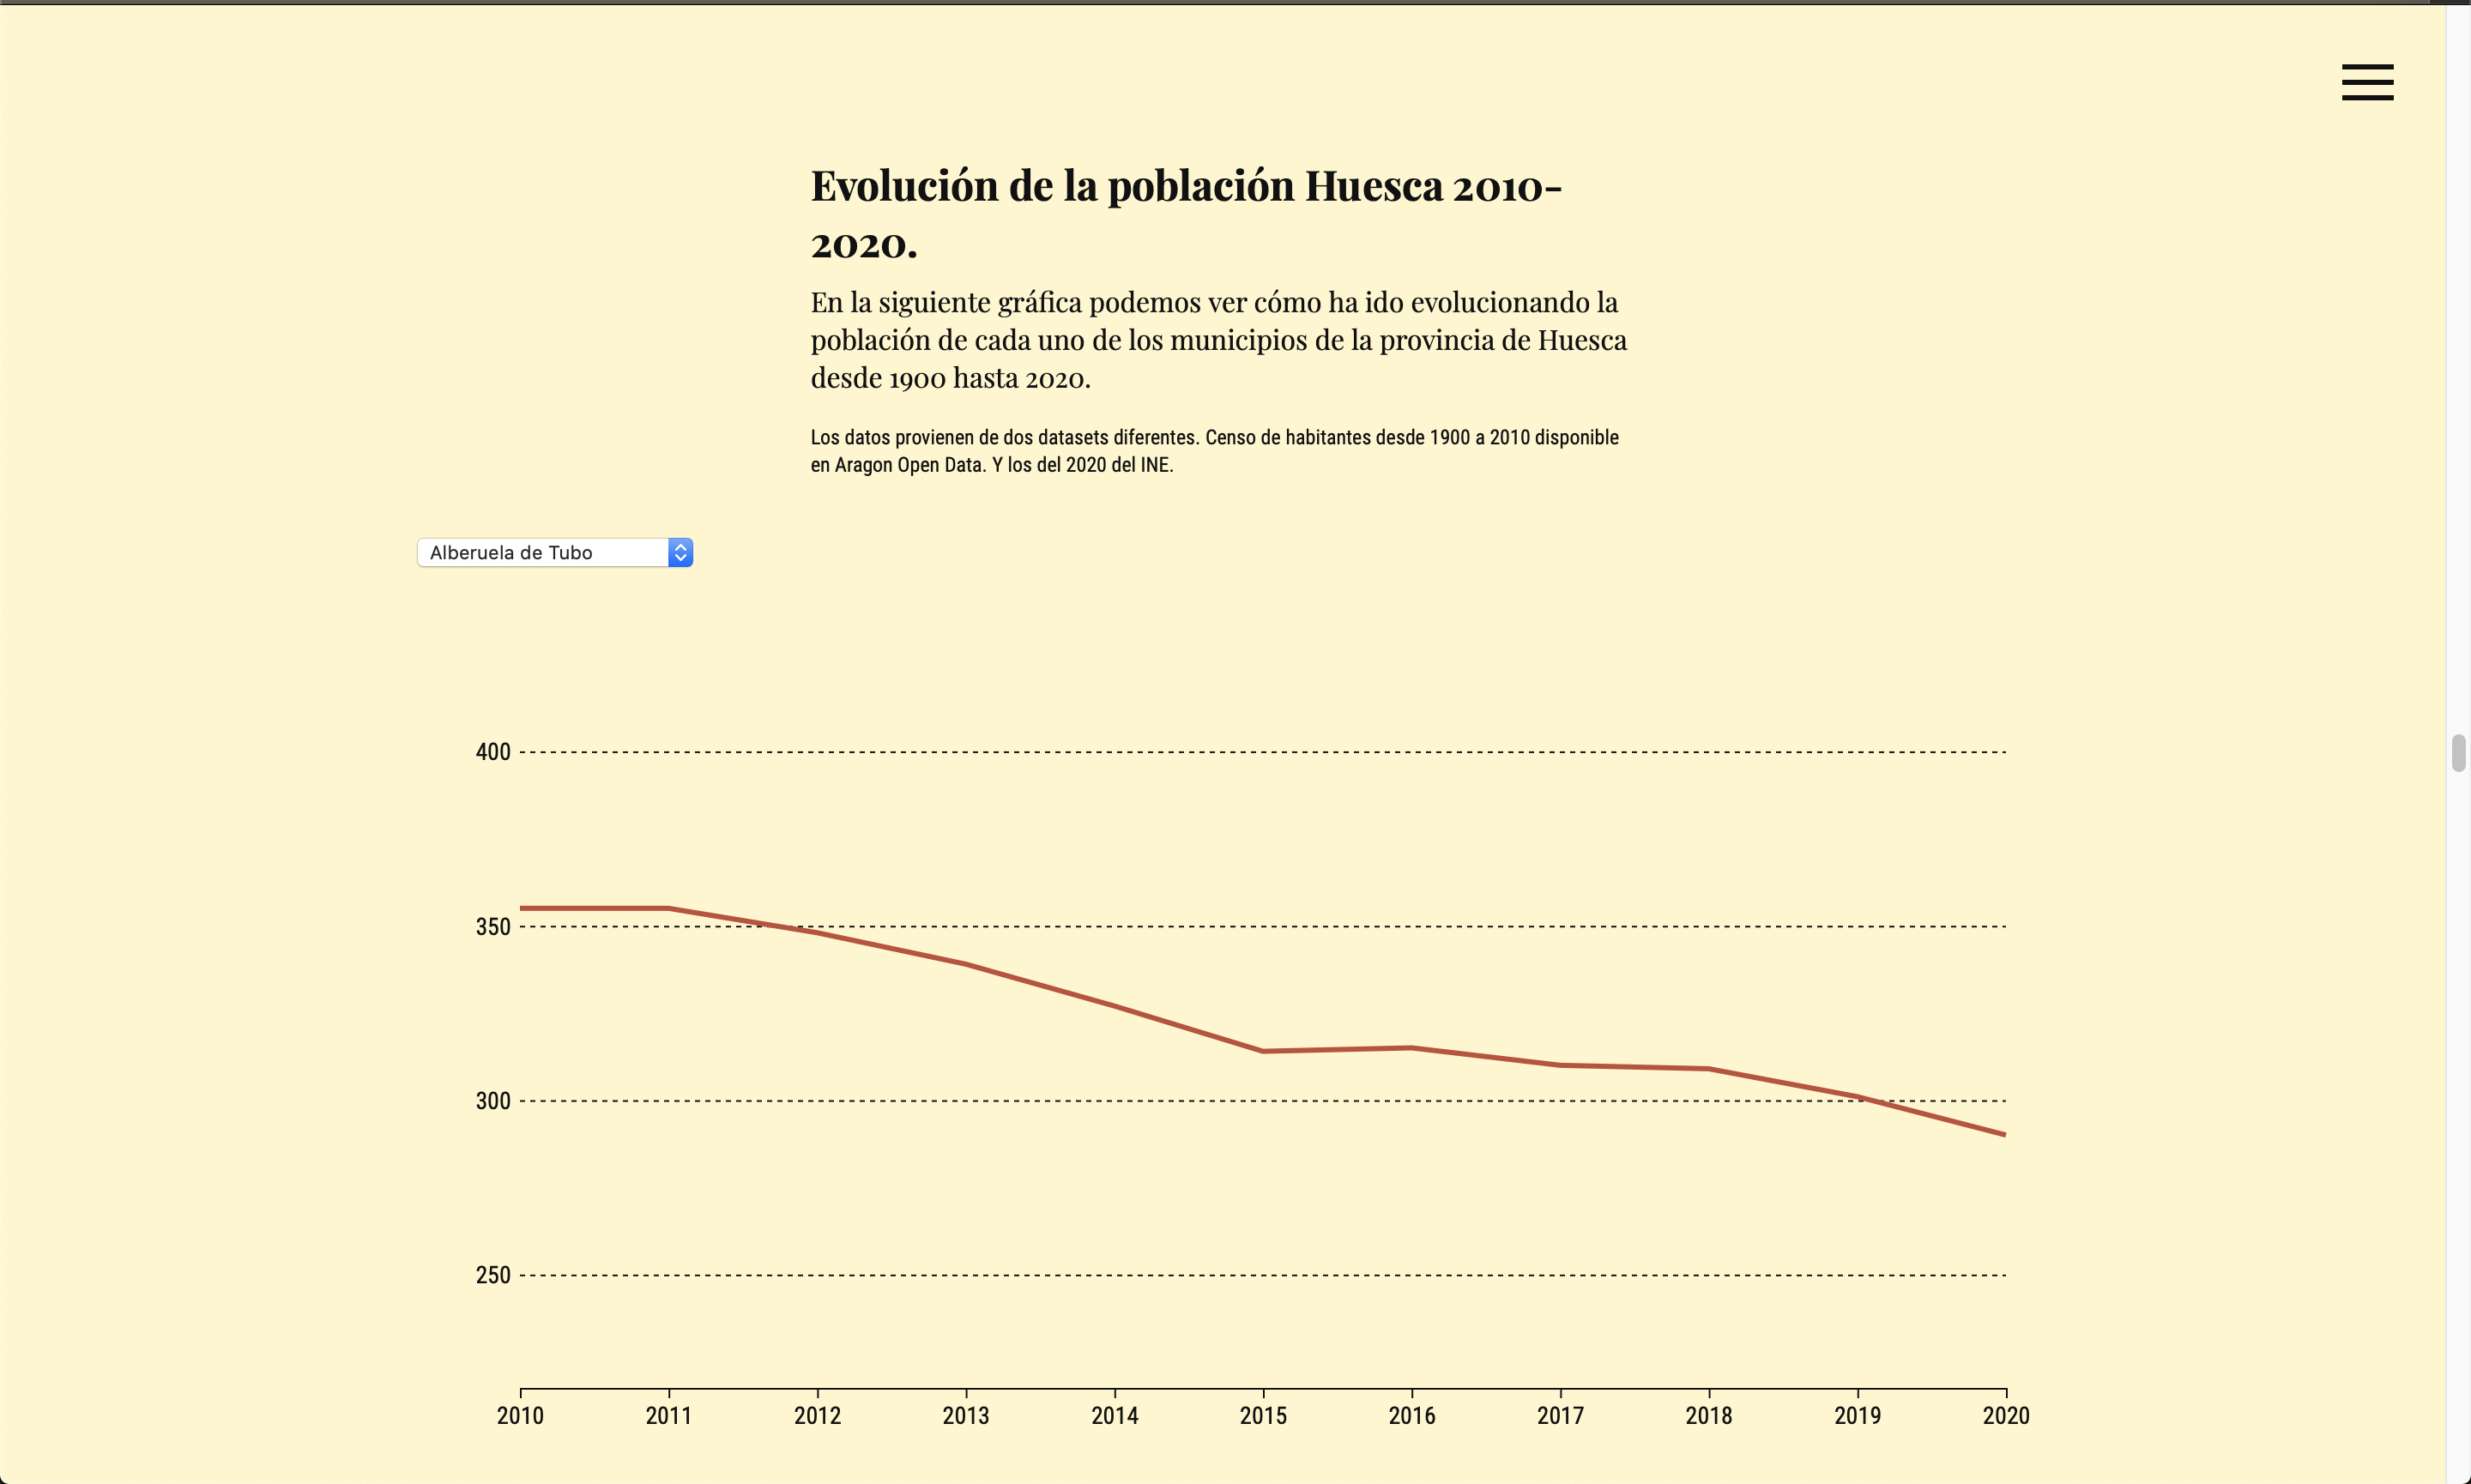 Evolución de la población Huesca 2010-
2020.
En la siguiente gráfica podemos ver cómo ha ido evolucionando la
población de cada uno de los municipios de la provincia de Huesca
desde 1900 hasta 2020.
Los datos provienen de dos datasets diferentes. Censo de habitantes desde 1900 a 2010 disponible
en Aragon Open Data. Y los del 2020 del INE.
Alberuela de Tubo
400
350
300
250
2010 2011 2012 2013 2014 2015 2016 2017 2018 2019 2020